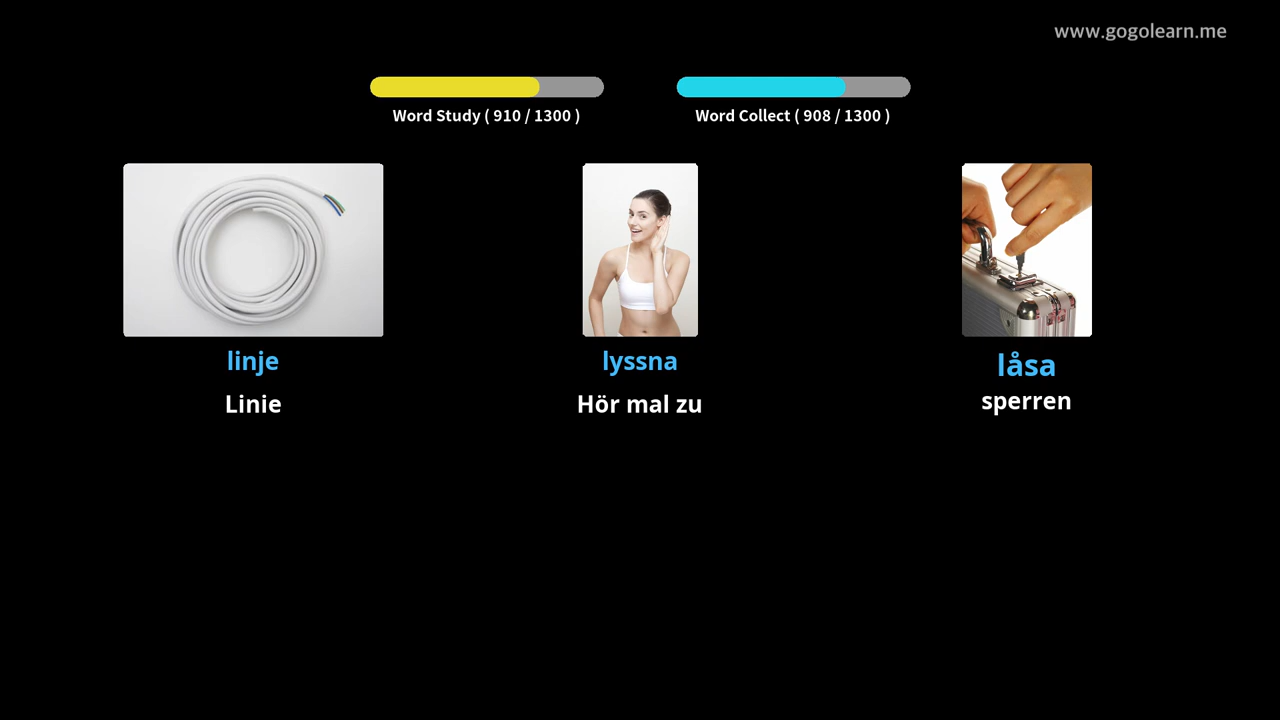 www.gogolearn.me
Word Study ( 910 / 1300 )
Word Collect ( 908 / 1300 )
linje
Linie
lyssna
Hör mal zu
låsa
sperren